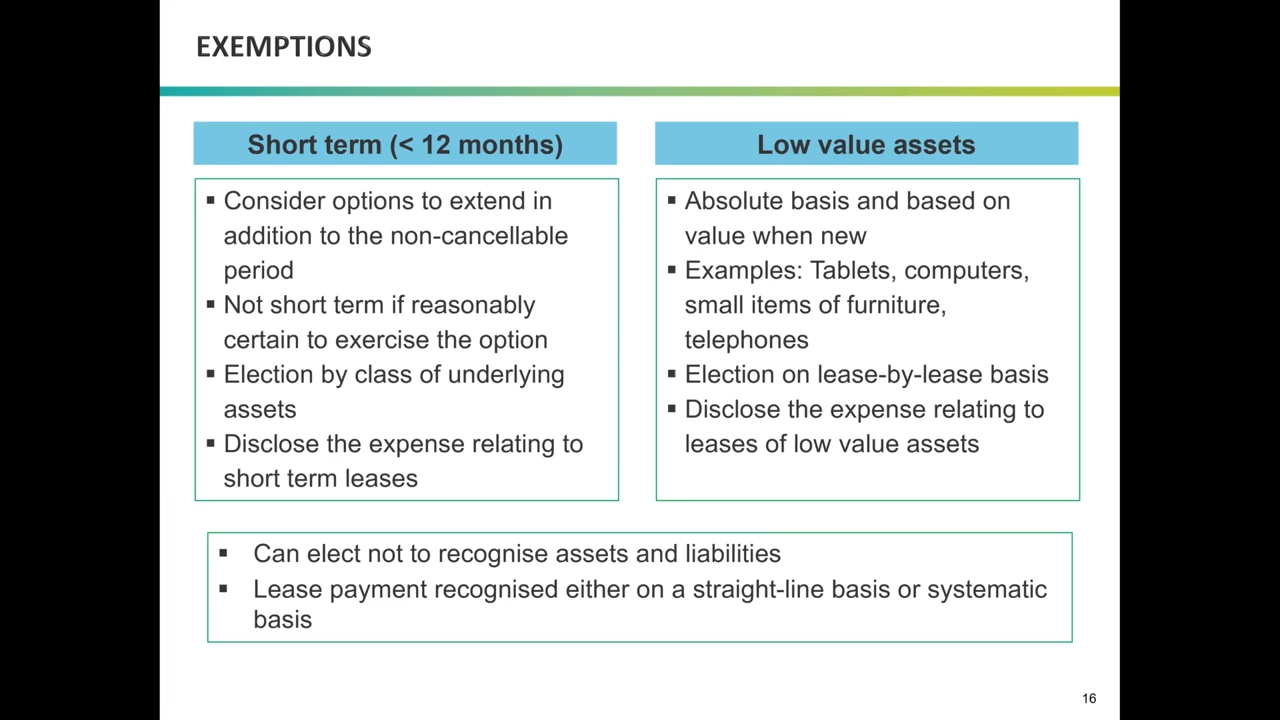 EXEMPTIONS
Short term (< 12 months)
▪ Consider options to extend in
addition to the non-cancellable
period
▪ Not short term if reasonably
certain to exercise the option
▪ Election by class of underlying
assets
▪ Disclose the expense relating to
short term leases
Low value assets
▪ Absolute basis and based on
value when new
▪ Examples: Tablets, computers,
small items of furniture,
telephones
▪ Election on lease-by-lease basis
▪ Disclose the expense relating to
leases of low value assets
▪ Can elect not to recognise assets and liabilities
▪ Lease payment recognised either on a straight-line basis or systematic
basis
16